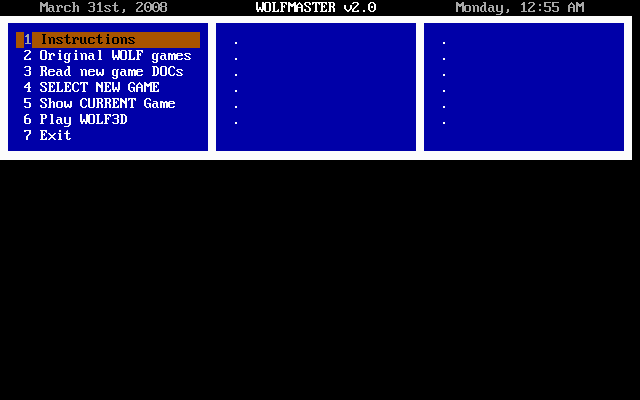 March 31st, 2008 WOLFMASTER v2.0 Monday, 12:55 AM
1 Instructions . .
2 Original WOLF games . .
3 Read new game DOCs . .
4 SELECT NEW GAME . .
5 Show CURRENT Game . .
6 Play WOLF3D . .
7 Exit